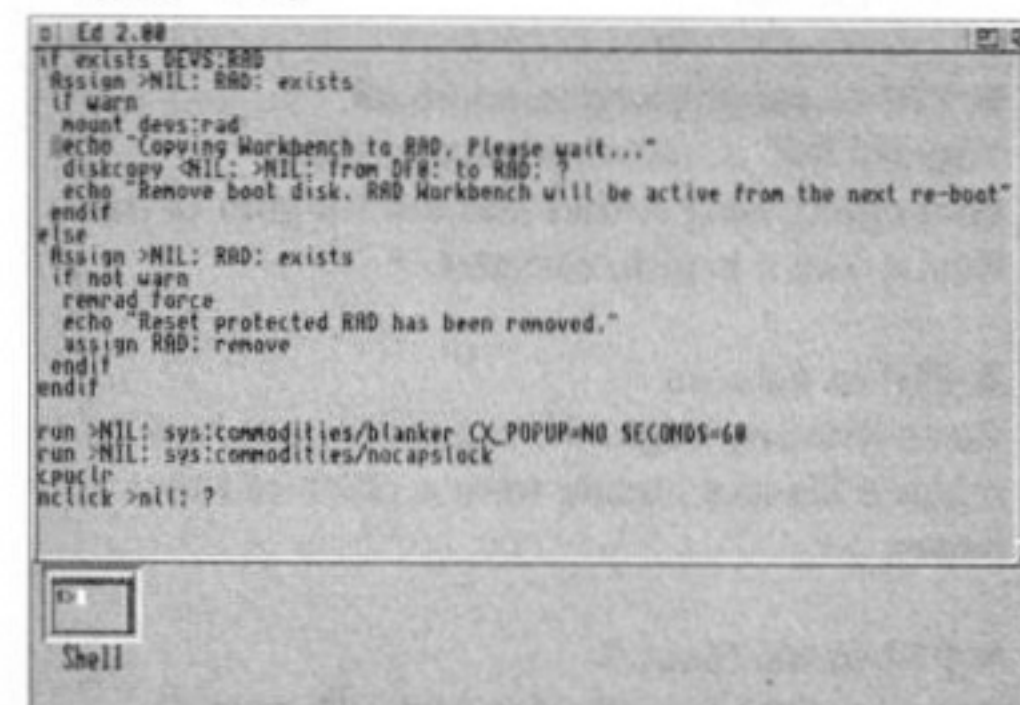 Ed 2.00
if exists DEVS:RAD
Assign >NIL: RAD: exists
if warn
mount devs:rad
echo "Copying Workbench to RAD. Please wait..."
diskcopy <NIL: >NIL: from DF0: to RAD: ?
echo "Remove boot disk. RAD Workbench will be active from the next re-boot"
endif
else
Assign >NIL: RAD: exists
if not warn
remrad force
echo "Reset protected RAD has been removed."
assign RAD: remove
endif
endif
run >NIL: sys:commodities/blanker CX_POPUP=NO SECONDS=60
run >NIL: sys:commodities/nocapslock
cpuclr
nclick >nil: ?
Shell